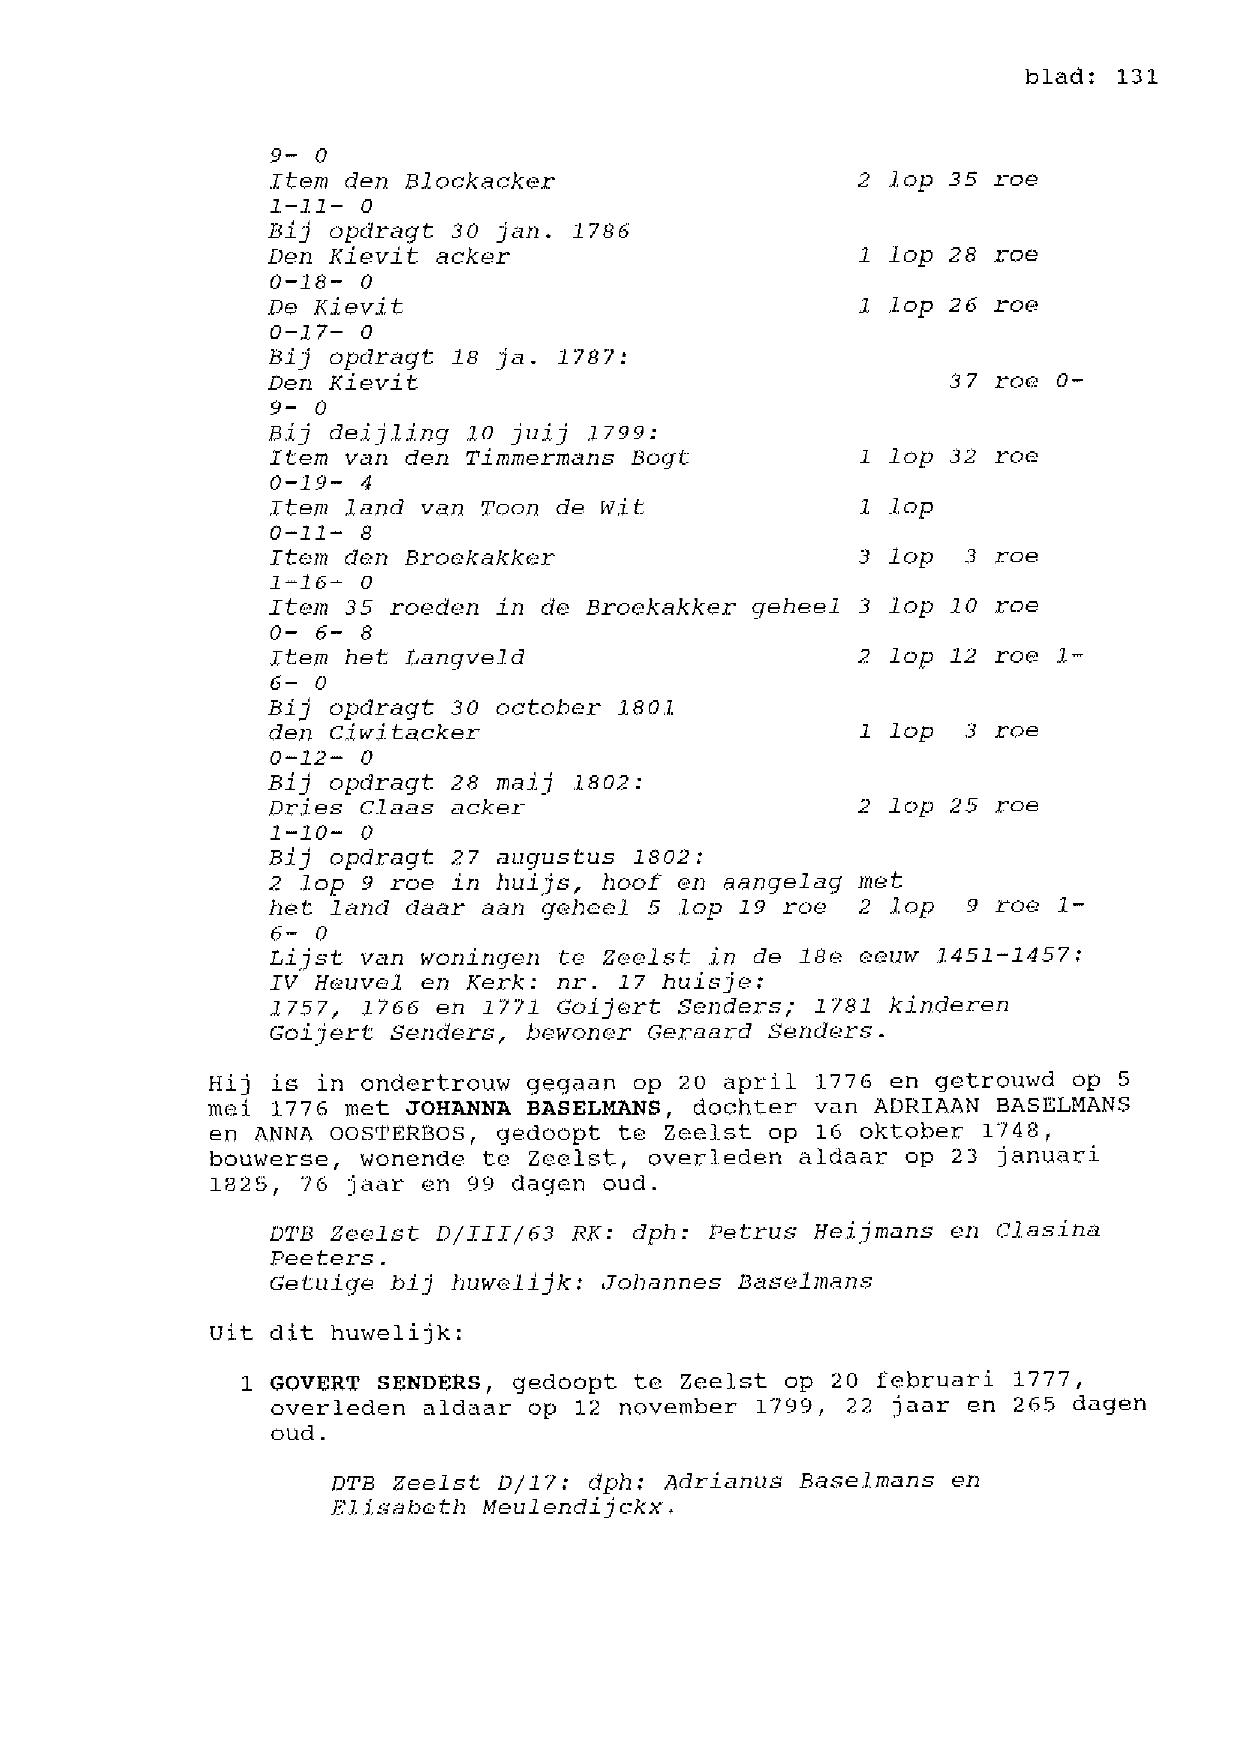 blad: 131
9- 0
Item den Blockacker 2 lop 35 roe
1-11- 0
Bij opdragt 30 jan. 1786
Den Kievit acker 1 lop 28 roe
0-18- 0
De Kievit 1 lop 26 roe
0-17- 0
Bij opdragt 18 ja. 1787:
Den Kievit 37 roe 0-
9- 0
Bij deijling 10 juij 1799:
Item van den Timmermans Bogt 1 lop 32 roe
0-19- 4
Item land van Toon de Wit 1 lop
0-11- 8
Item den Broekakker 3 lop 3 roe
1-16- 0
Item 35 roeden in de Broekakker geheel 3 lop 10 roe
0- 6- 8
Item het Langveld 2 lop 12 roe 1-
6- 0
Bij opdragt 30 october 1801
den Ciwitacker 1 lop 3 roe
0-12- 0
Bij opdragt 28 maij 1802:
Dries Claas acker 2 lop 25 roe
1-10- 0
Bij opdragt 27 augustus 1802:
2 lop 9 roe in huijs, hoof en aangelag met
het land daar aan geheel 5 lop 19 roe 2 lop 9 roe 1-
6- 0
Lijst van woningen te Zeelst in de 18e eeuw 1451-1457:
IV Heuvel en Kerk: nr. 17 huisje:
1757, 1766 en 1771 Goijert Senders; 1781 kinderen
Goijert Senders, bewoner Geraard Senders.
Hij is in ondertrouw gegaan op 20 april 1776 en getrouwd op 5
mei 1776 met JOHANNA BASELMANS, dochter van ADRIAAN BASELMANS
en ANNA OOSTERBOS, gedoopt te Zeelst op 16 oktober 1748,
bouwerse, wonende te Zeelst, overleden aldaar op 23 januari
1825, 76 jaar en 99 dagen oud.
DTB Zeelst D/III/63 RK: dph: Petrus Heijmans en Clasina
Peeters.
Getuige bij huwelijk: Johannes Baselmans
Uit dit huwelijk:
1 GOVERT SENDERS, gedoopt te Zeelst op 20 februari 1777,
overleden aldaar op 12 november 1799, 22 jaar en 265 dagen
oud.
DTB Zeelst D/17: dph: Adrianus Baselmans en
Elisabeth Meulendijckx.